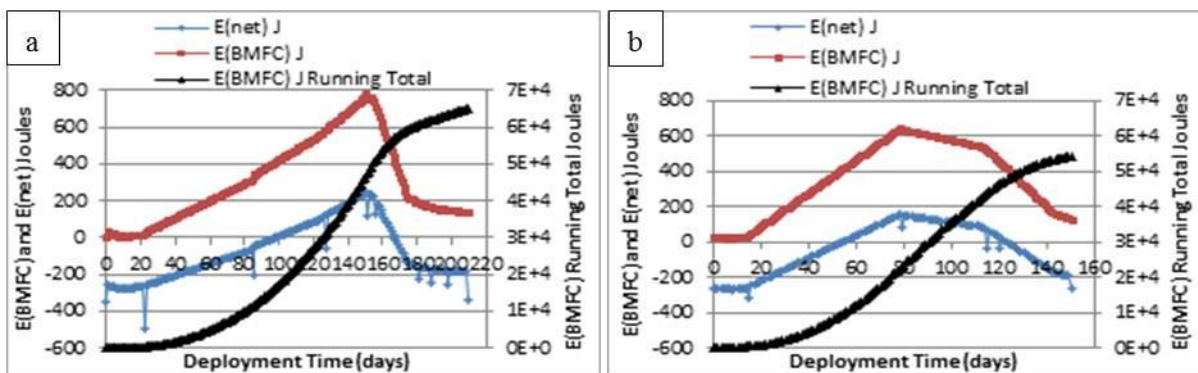 a
E(net) J
E(BMFC) J
E(BMFC) J Running Total
E(BMFC) and E(net) Joules
800
600
400
200
0
-200
-400
-600
0 20 40 60 80 100 120 140 160 180 200 220
7E+4
6E+4
5E+4
4E+4
3E+4
2E+4
1E+4
0E+0
E(BMFC) Running Total Joules
Deployment Time (days)
b
E(net) J
E(BMFC) J
E(BMFC) J Running Total
E(BMFC) and E(net) Joules
800
600
400
200
0
-200
-400
-600
0 20 40 60 80 100 120 140 160
7E+4
6E+4
5E+4
4E+4
3E+4
2E+4
1E+4
0E+0
E(BMFC) Running Total Joules
Deployment Time (days)